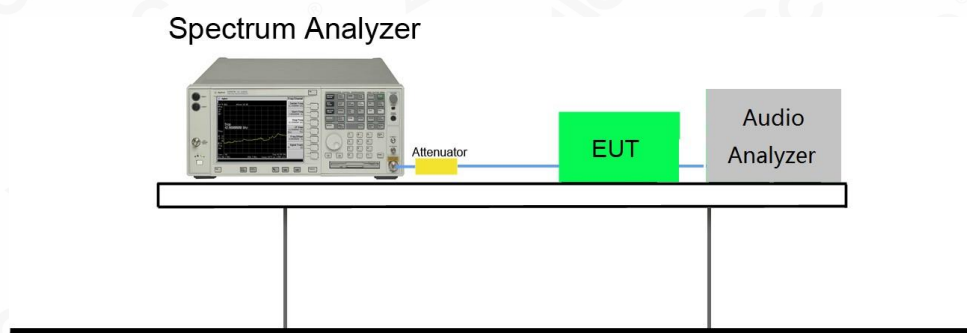 Spectrum Analyzer
Attenuator
EUT
Audio
Analyzer